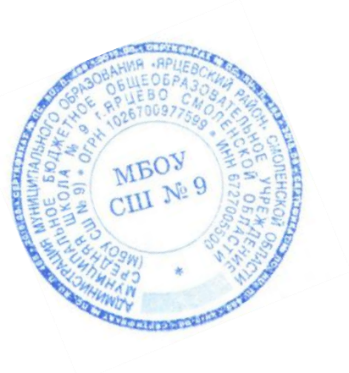 АДМИНИСТРАЦИЯ МУНИЦИПАЛЬНОГО ОБРАЗОВАНИЯ «ЯРЦЕВСКИЙ РАЙОН» СМОЛЕНСКОЙ ОБЛАСТИ
МУНИЦИПАЛЬНОЕ БЮДЖЕТНОЕ ОБЩЕОБРАЗОВАТЕЛЬНОЕ УЧРЕЖДЕНИЕ
СРЕДНЯЯ ШКОЛА № 9 Г.ЯРЦЕВО СМОЛЕНСКОЙ ОБЛАСТИ
(МБОУ СШ № 9) * ОГРН 1026700977599 * ИНН 6727005500
*
МБОУ
СШ № 9